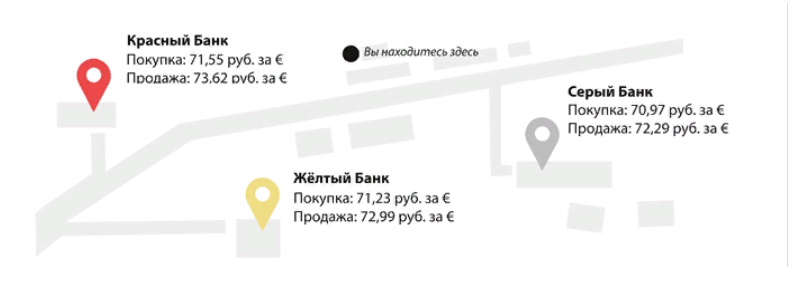 Красный Банк
Покупка: 71,55 руб. за €
Продажа: 73,62 руб. за €
Вы находитесь здесь
Серый Банк
Покупка: 70,97 руб. за €
Продажа: 72,29 руб. за €
Жёлтый Банк
Покупка: 71,23 руб. за €
Продажа: 72,99 руб. за €